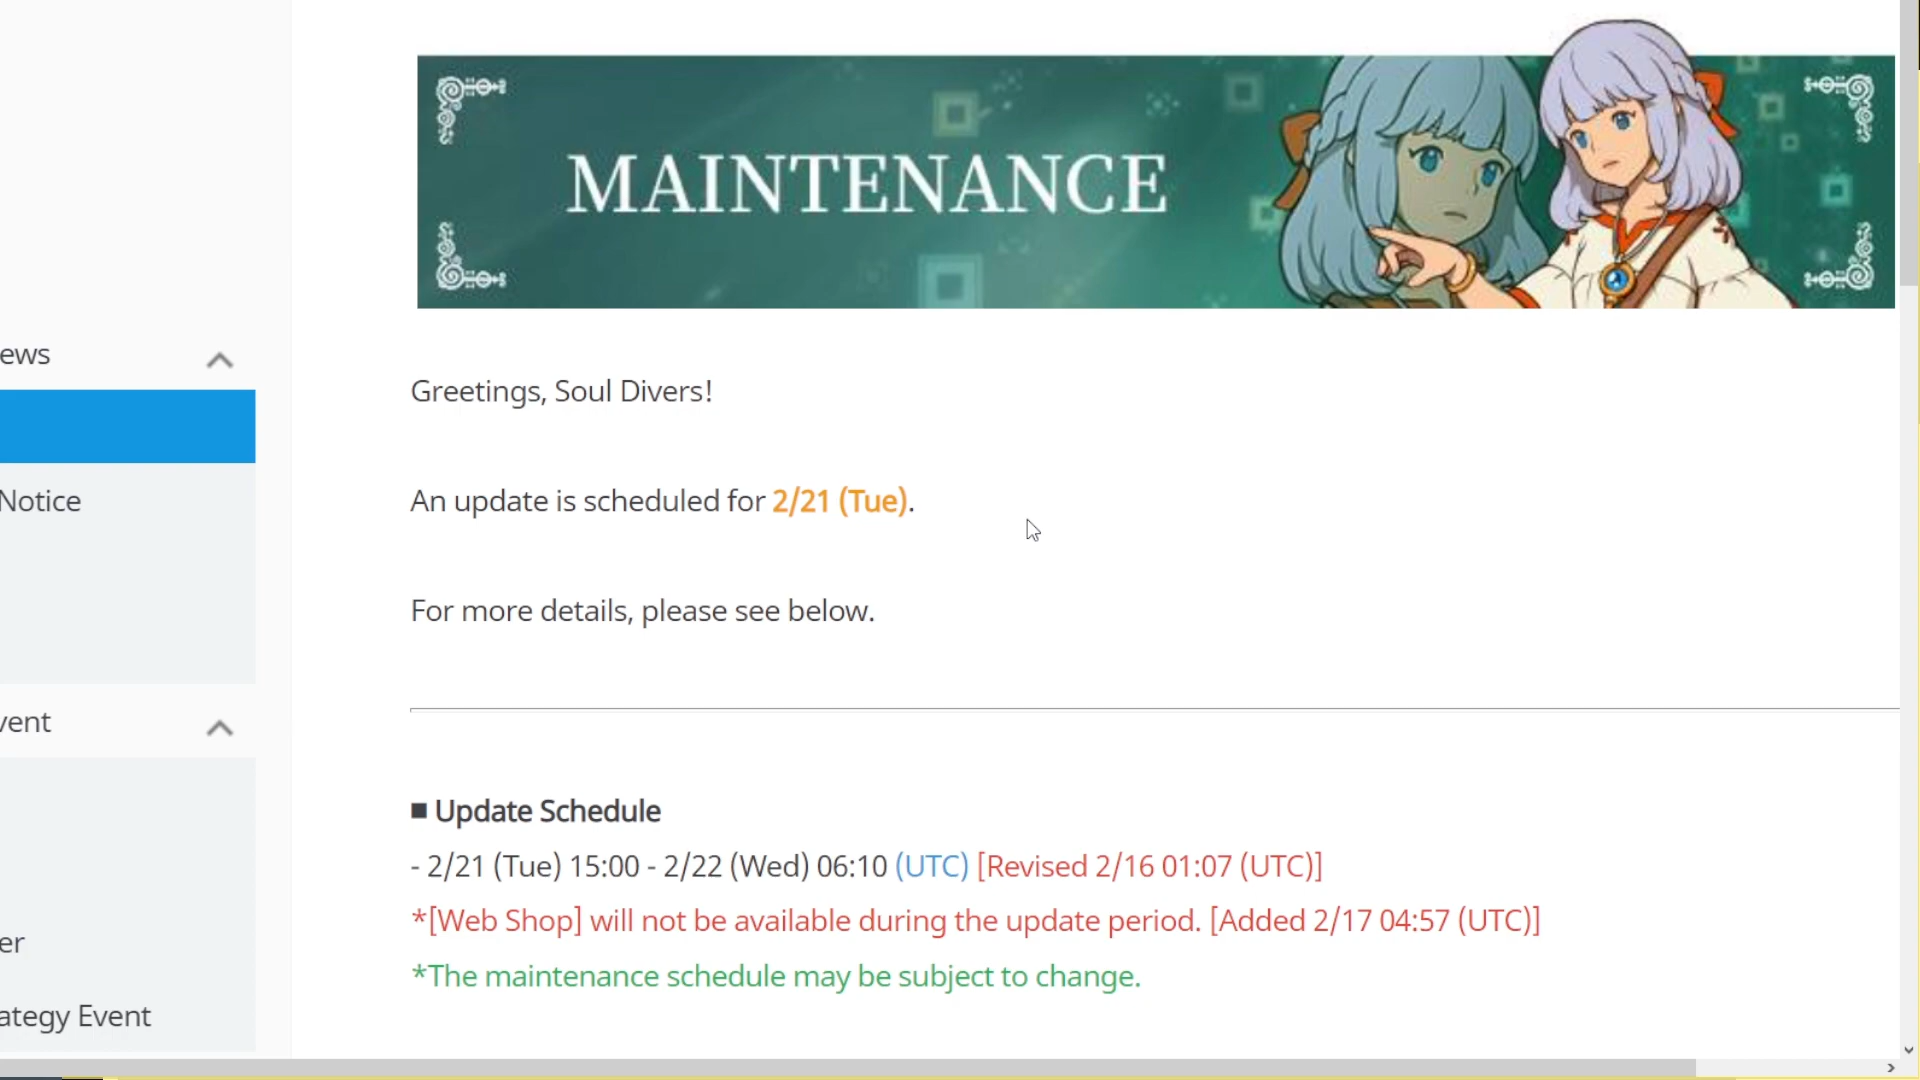 MAINTENANCE
ews
Greetings, Soul Divers!
Notice
An update is scheduled for 2/21 (Tue).
For more details, please see below.
vent
■ Update Schedule
- 2/21 (Tue) 15:00 - 2/22 (Wed) 06:10 (UTC) [Revised 2/16 01:07 (UTC)]
*[Web Shop] will not be available during the update period. [Added 2/17 04:57 (UTC)]
er
*The maintenance schedule may be subject to change.
ategy Event